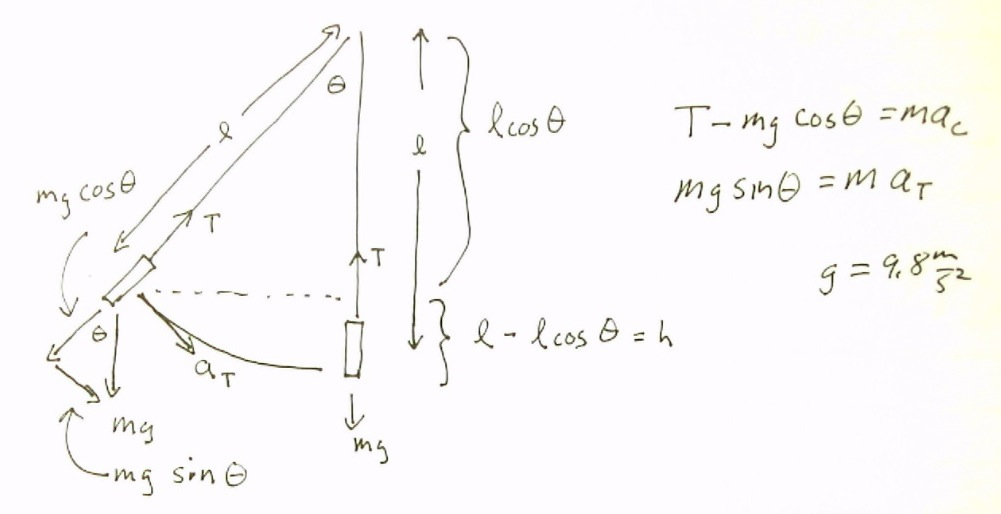 θ
l
l
l cos θ
mg cos θ
T
T
θ
a_T
l - l cos θ = h
mg
mg
mg sin θ
T - mg cos θ = ma_c
mg sin θ = m a_T
g = 9.8 m/s²